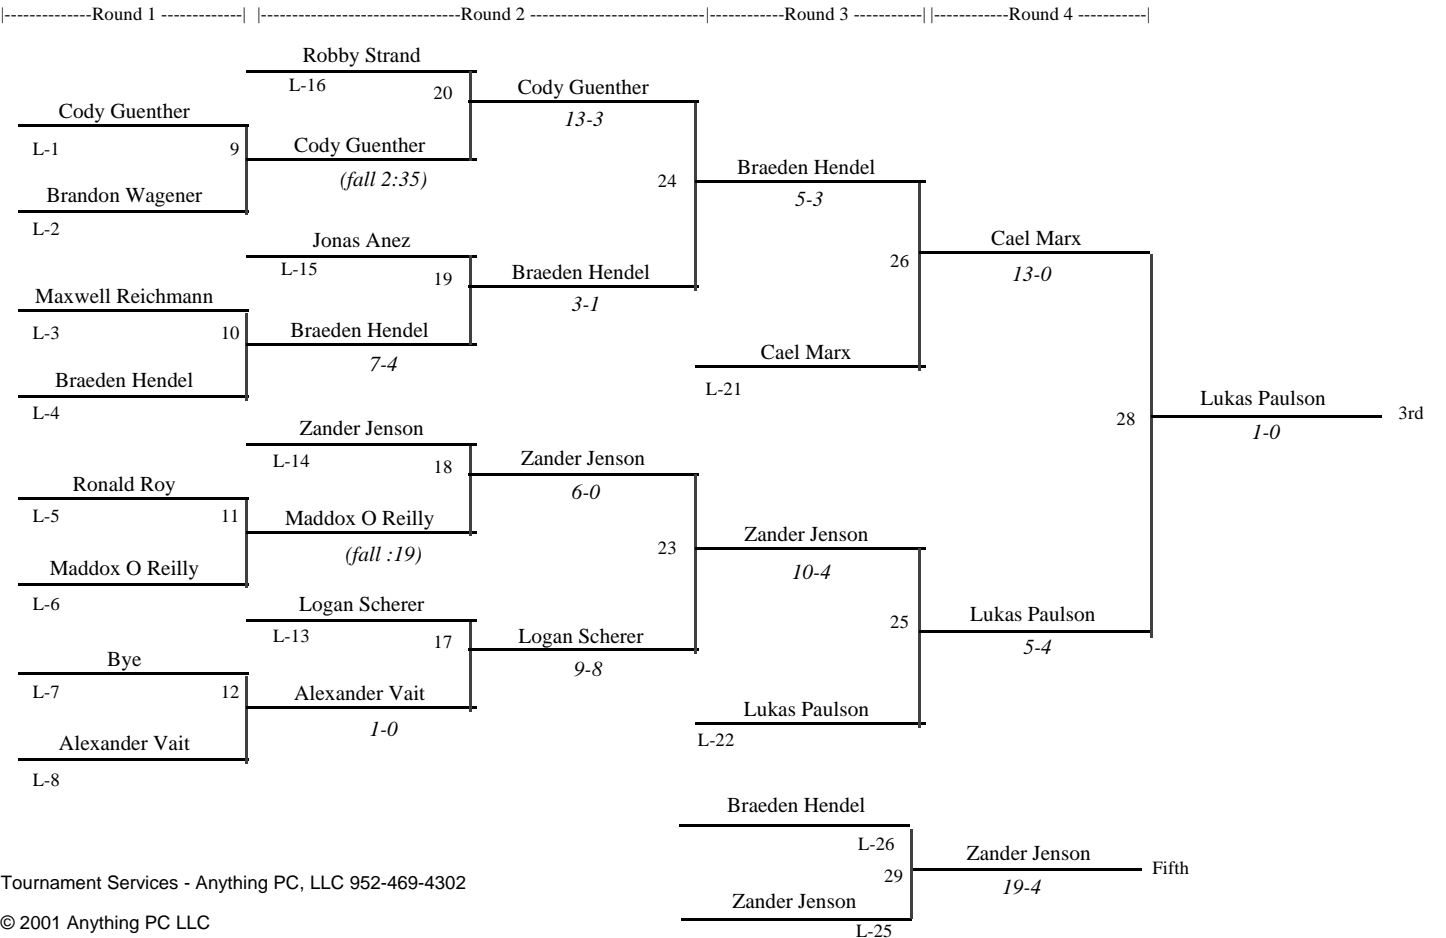 |---------------Round 1 --------------| |----------------------------------Round 2 ------------------------------|-------------Round 3 ------------| |-------------Round 4 ------------|
Robby Strand
L-16
20
Cody Guenther
13-3
Cody Guenther
L-1
9
Cody Guenther
(fall 2:35)
Brandon Wagener
L-2
24
Braeden Hendel
5-3
Jonas Anez
L-15
19
Braeden Hendel
3-1
Maxwell Reichmann
L-3
10
Braeden Hendel
7-4
Braeden Hendel
L-4
26
Cael Marx
13-0
Cael Marx
L-21
28
Lukas Paulson
1-0
3rd
Zander Jenson
L-14
18
Zander Jenson
6-0
Ronald Roy
L-5
11
Maddox O Reilly
(fall :19)
Maddox O Reilly
L-6
23
Zander Jenson
10-4
Logan Scherer
L-13
17
Logan Scherer
9-8
Bye
L-7
12
Alexander Vait
1-0
Alexander Vait
L-8
25
Lukas Paulson
5-4
Lukas Paulson
L-22
Braeden Hendel
L-26
29
Zander Jenson
19-4
Fifth
Zander Jenson
L-25
Tournament Services - Anything PC, LLC 952-469-4302
© 2001 Anything PC LLC